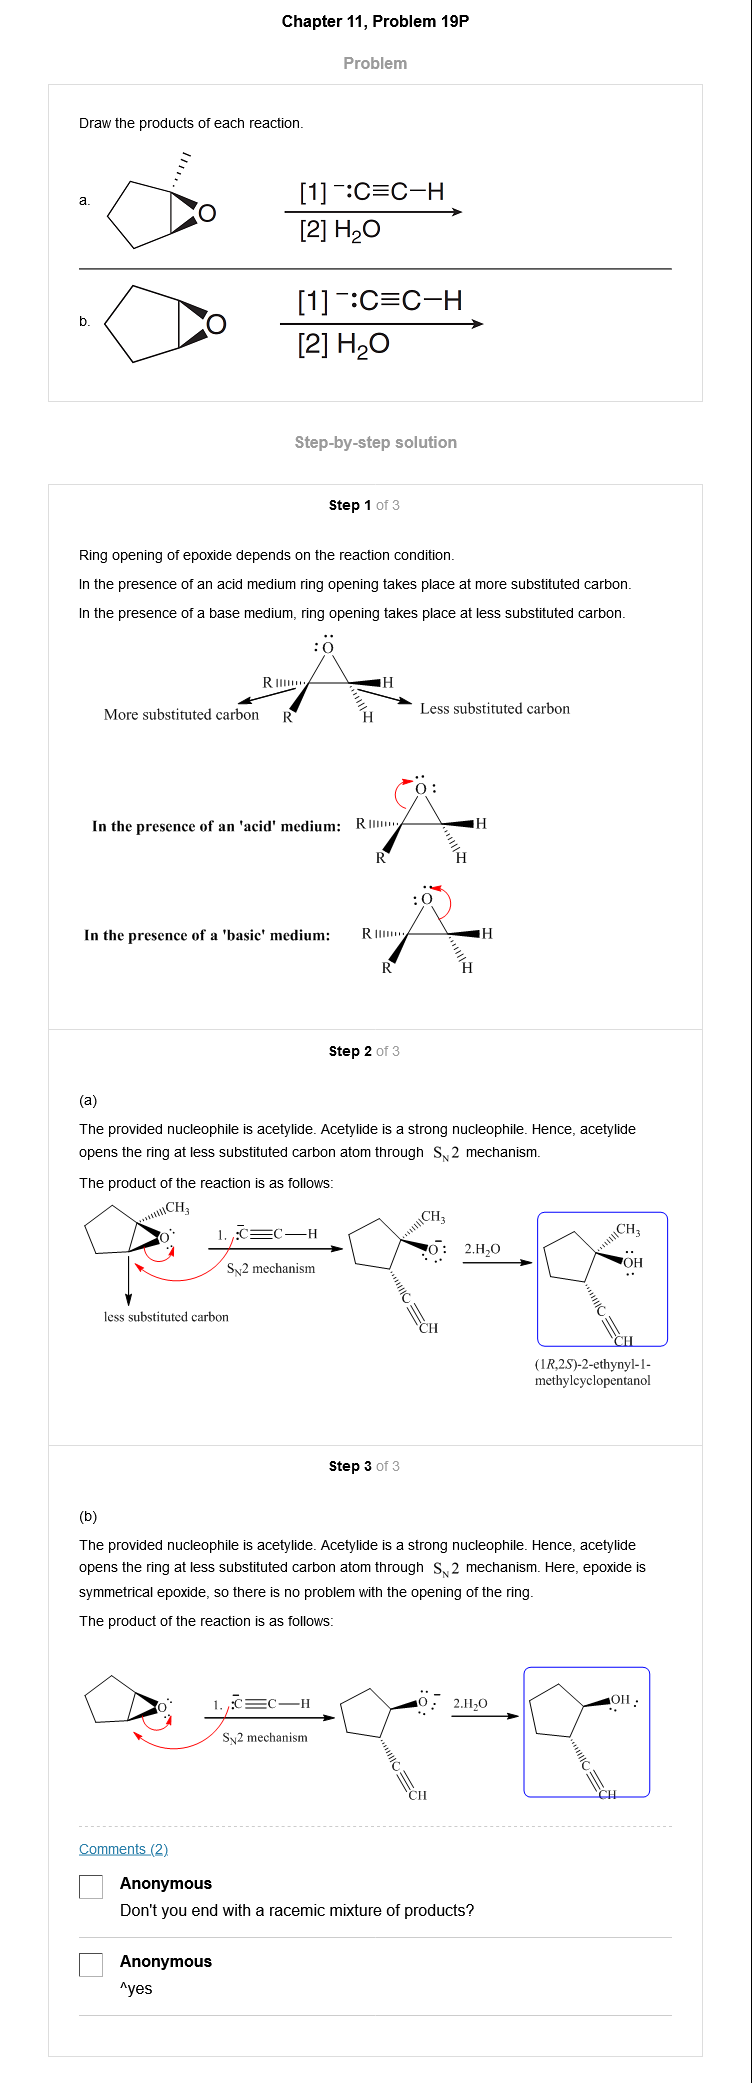 Chapter 11, Problem 19P
Problem
Draw the products of each reaction.
a.
O
[1] ⁻:C≡C−H
[2] H₂O
b.
O
[1] ⁻:C≡C−H
[2] H₂O
Step-by-step solution
Step 1 of 3
Ring opening of epoxide depends on the reaction condition.
In the presence of an acid medium ring opening takes place at more substituted carbon.
In the presence of a base medium, ring opening takes place at less substituted carbon.
:Ö
R H
More substituted carbon R H Less substituted carbon
Ö:
In the presence of an 'acid' medium: R H
R H
:Ö
In the presence of a 'basic' medium: R H
R H
Step 2 of 3
(a)
The provided nucleophile is acetylide. Acetylide is a strong nucleophile. Hence, acetylide
opens the ring at less substituted carbon atom through S_N2 mechanism.
The product of the reaction is as follows:
CH₃ CH₃ CH₃
O 1. :C≡C—H O 2.H₂O OH
S_N2 mechanism
less substituted carbon
C C
CH CH
(1R,2S)-2-ethynyl-1-
methylcyclopentanol
Step 3 of 3
(b)
The provided nucleophile is acetylide. Acetylide is a strong nucleophile. Hence, acetylide
opens the ring at less substituted carbon atom through S_N2 mechanism. Here, epoxide is
symmetrical epoxide, so there is no problem with the opening of the ring.
The product of the reaction is as follows:
O 1. :C≡C—H O 2.H₂O OH
S_N2 mechanism
C C
CH CH
Comments (2)
Anonymous
Don't you end with a racemic mixture of products?
Anonymous
^yes